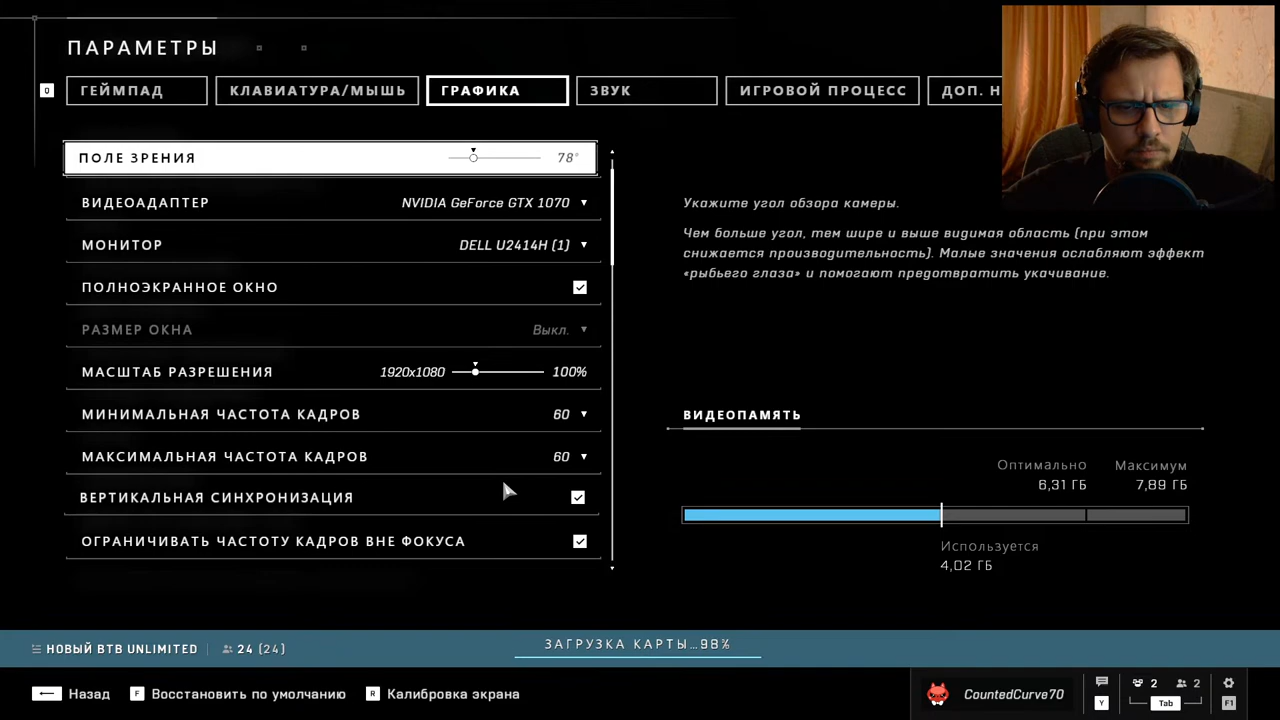 ПАРАМЕТРЫ
Q ГЕЙМПАД КЛАВИАТУРА/МЫШЬ ГРАФИКА ЗВУК ИГРОВОЙ ПРОЦЕСС ДОП. Н
ПОЛЕ ЗРЕНИЯ 78°
ВИДЕОАДАПТЕР NVIDIA GeForce GTX 1070
МОНИТОР DELL U2414H (1)
ПОЛНОЭКРАННОЕ ОКНО
РАЗМЕР ОКНА Выкл.
МАСШТАБ РАЗРЕШЕНИЯ 1920x1080 100%
МИНИМАЛЬНАЯ ЧАСТОТА КАДРОВ 60
МАКСИМАЛЬНАЯ ЧАСТОТА КАДРОВ 60
ВЕРТИКАЛЬНАЯ СИНХРОНИЗАЦИЯ
ОГРАНИЧИВАТЬ ЧАСТОТУ КАДРОВ ВНЕ ФОКУСА
Укажите угол обзора камеры.
Чем больше угол, тем шире и выше видимая область (при этом
снижается производительность). Малые значения ослабляют эффект
«рыбьего глаза» и помогают предотвратить укачивание.
ВИДЕОПАМЯТЬ
Оптимально Максимум
6,31 ГБ 7,89 ГБ
Используется
4,02 ГБ
НОВЫЙ BTB UNLIMITED 24 (24)
ЗАГРУЗКА КАРТЫ...98%
Назад F Восстановить по умолчанию R Калибровка экрана
CountedCurve70
2 2
Y Tab F1